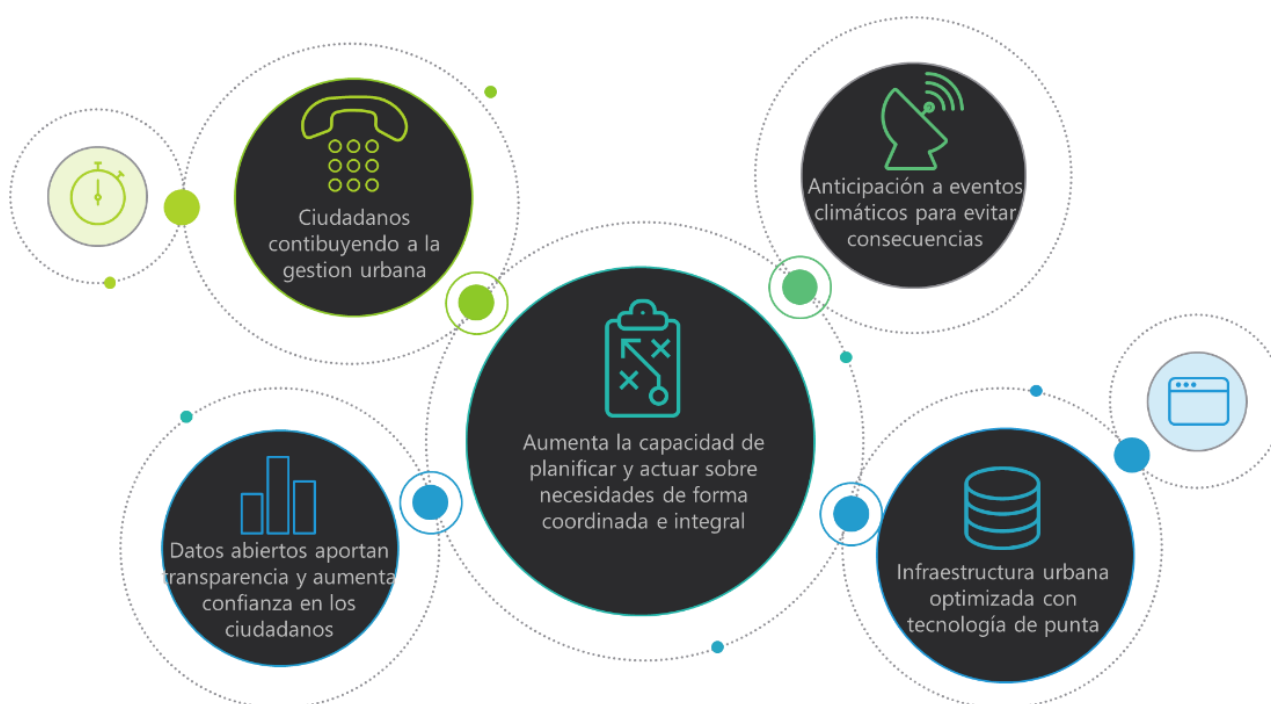 Ciudadanos
contibuyendo a la
gestion urbana
Anticipación a eventos
climáticos para evitar
consecuencias
Aumenta la capacidad de
planificar y actuar sobre
necesidades de forma
coordinada e integral
Datos abiertos aportan
transparencia y aumenta
confianza en los
ciudadanos
Infraestructura urbana
optimizada con
tecnología de punta